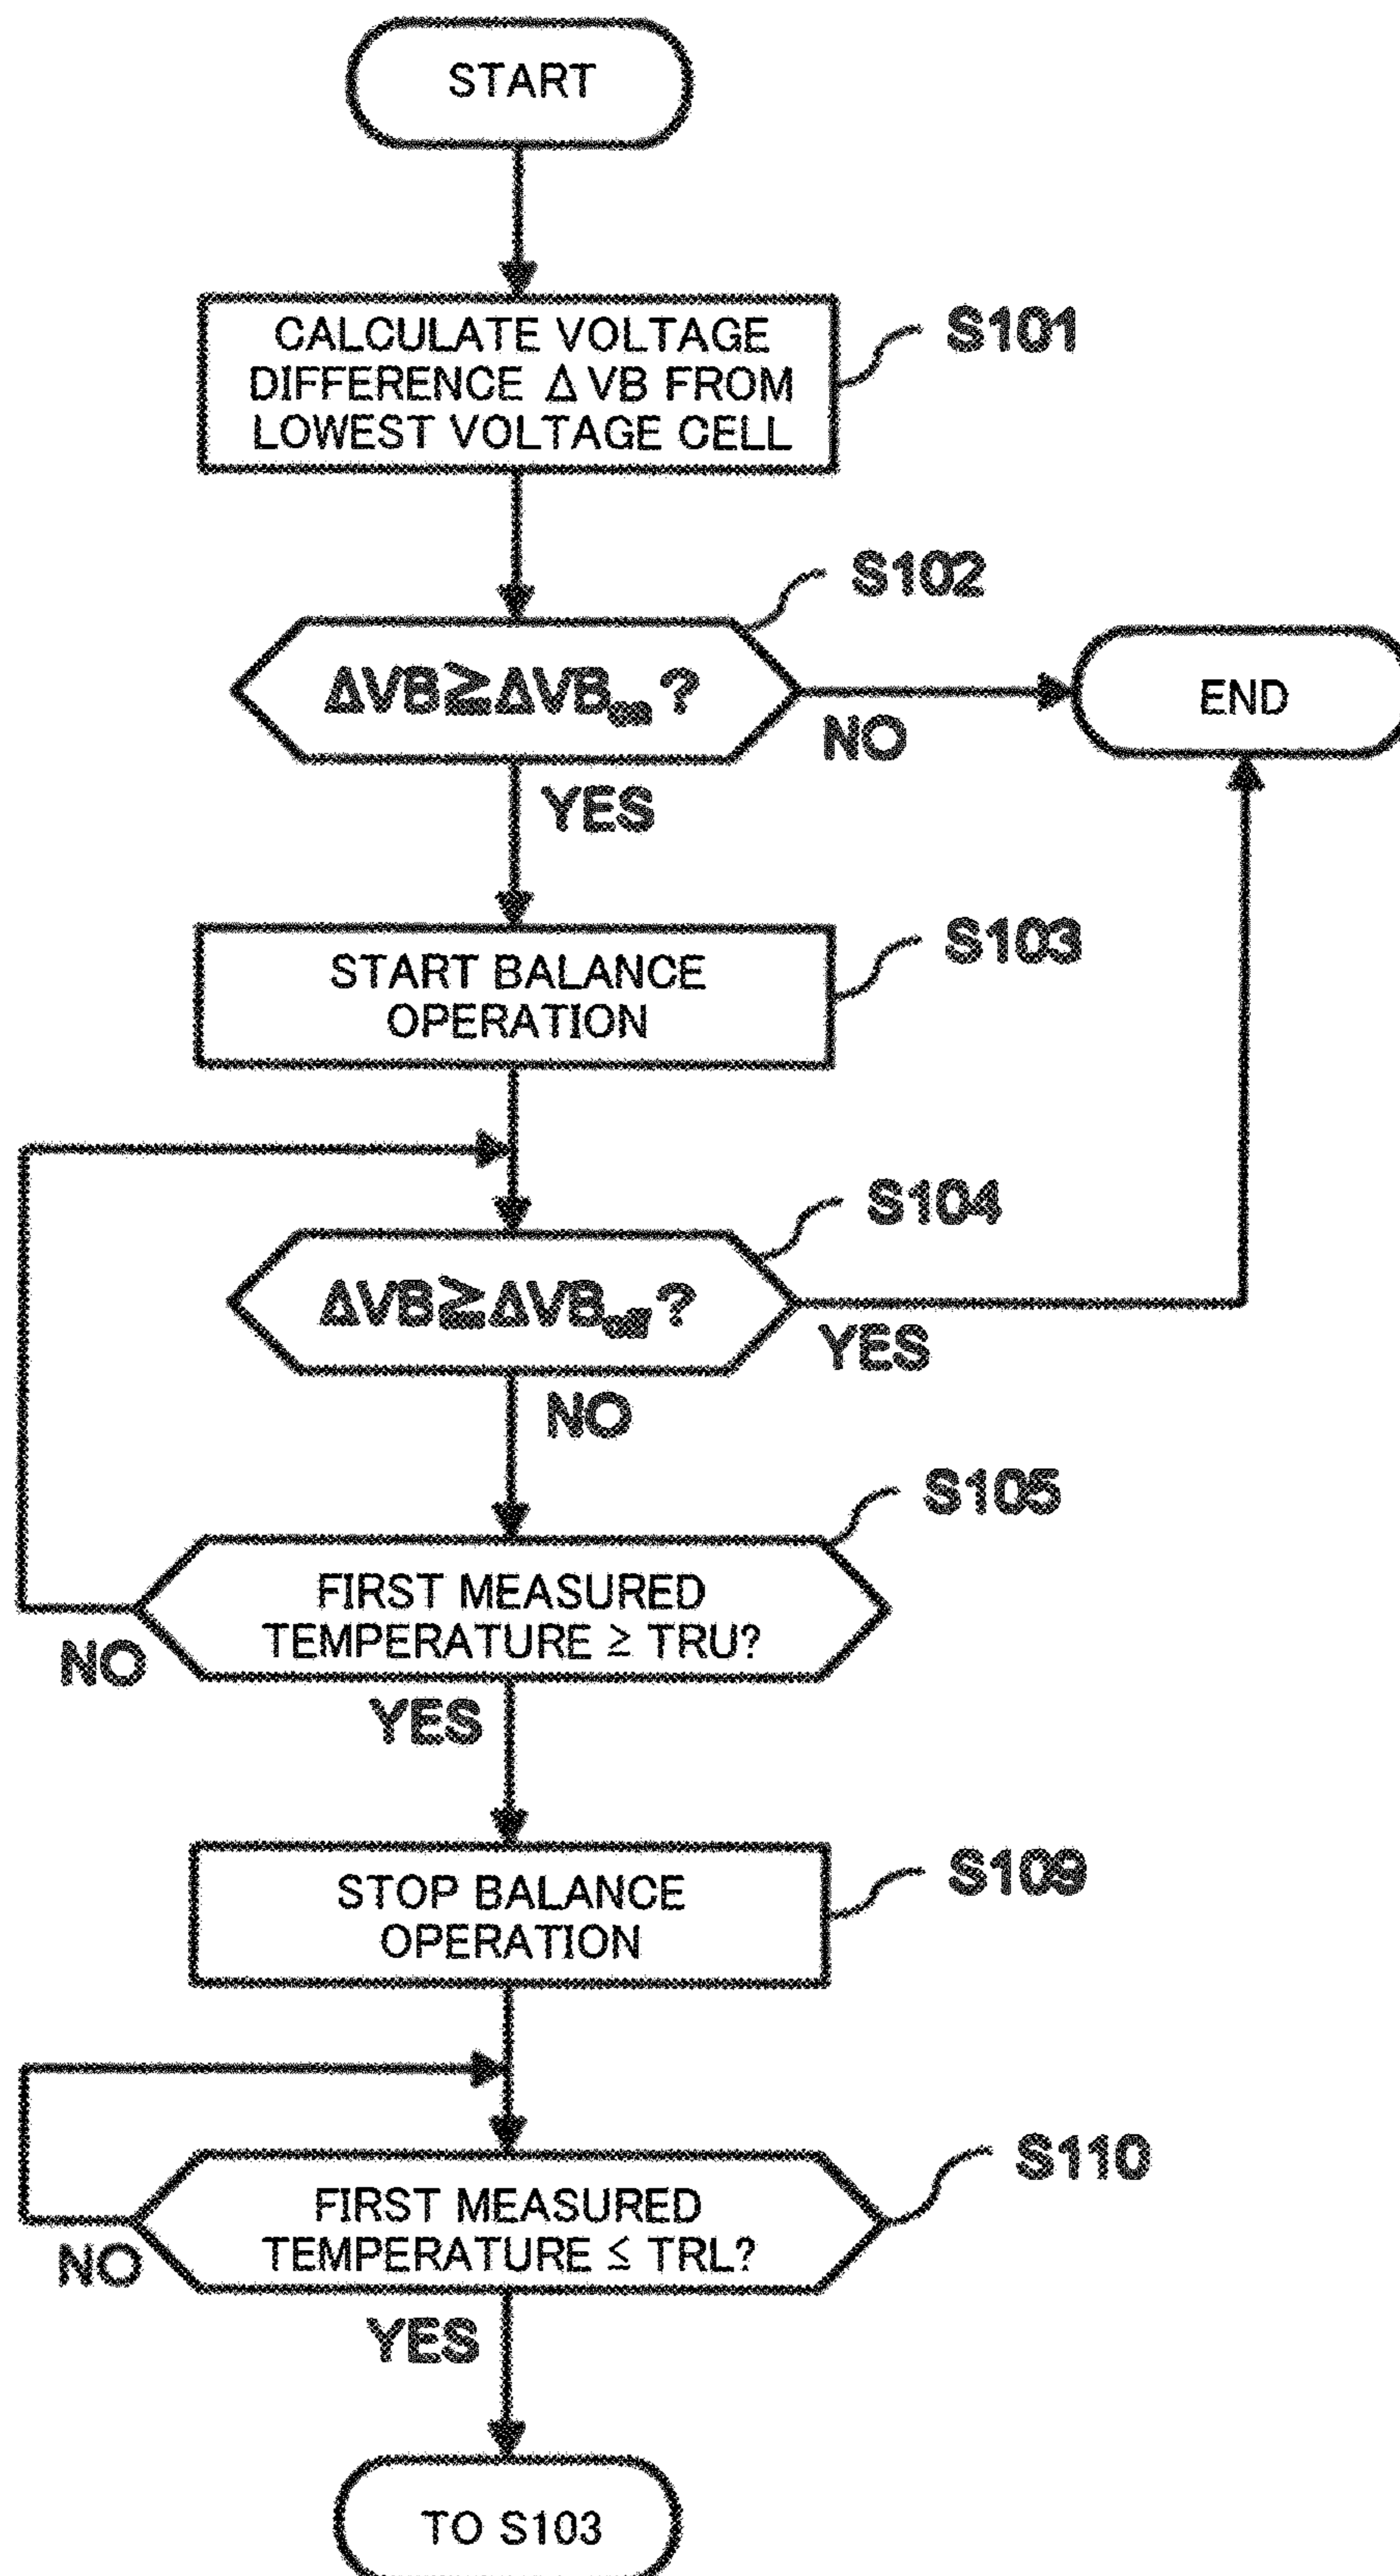 START
CALCULATE VOLTAGE
DIFFERENCE ΔVB FROM
LOWEST VOLTAGE CELL
S101
S102
ΔVB≧ΔVB ?
NO
END
YES
START BALANCE
OPERATION
S103
S104
ΔVB≧ΔVB ?
YES
NO
S105
FIRST MEASURED
TEMPERATURE ≥ TRU?
NO
YES
STOP BALANCE
OPERATION
S109
S110
FIRST MEASURED
TEMPERATURE ≤ TRL?
NO
YES
TO S103